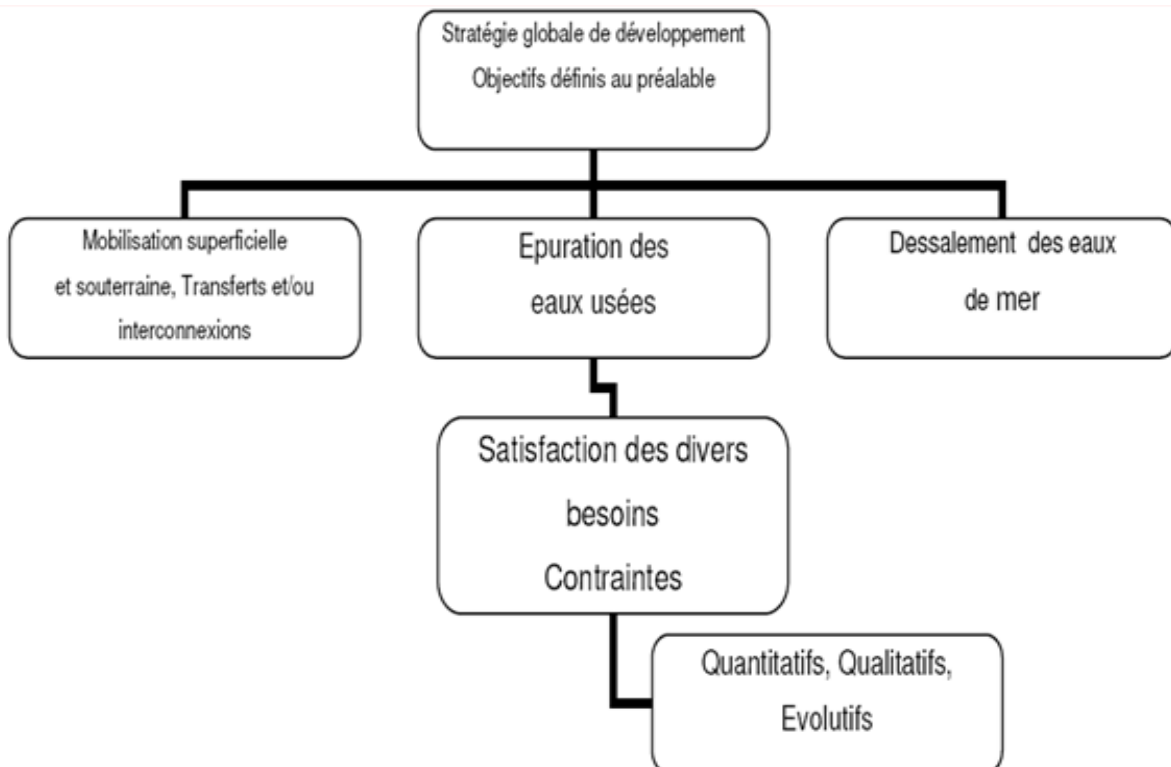 Stratégie globale de développement
Objectifs définis au préalable
Mobilisation superficielle
et souterraine, Transferts et/ou
interconnexions
Epuration des
eaux usées
Dessalement des eaux
de mer
Satisfaction des divers
besoins
Contraintes
Quantitatifs, Qualitatifs,
Evolutifs